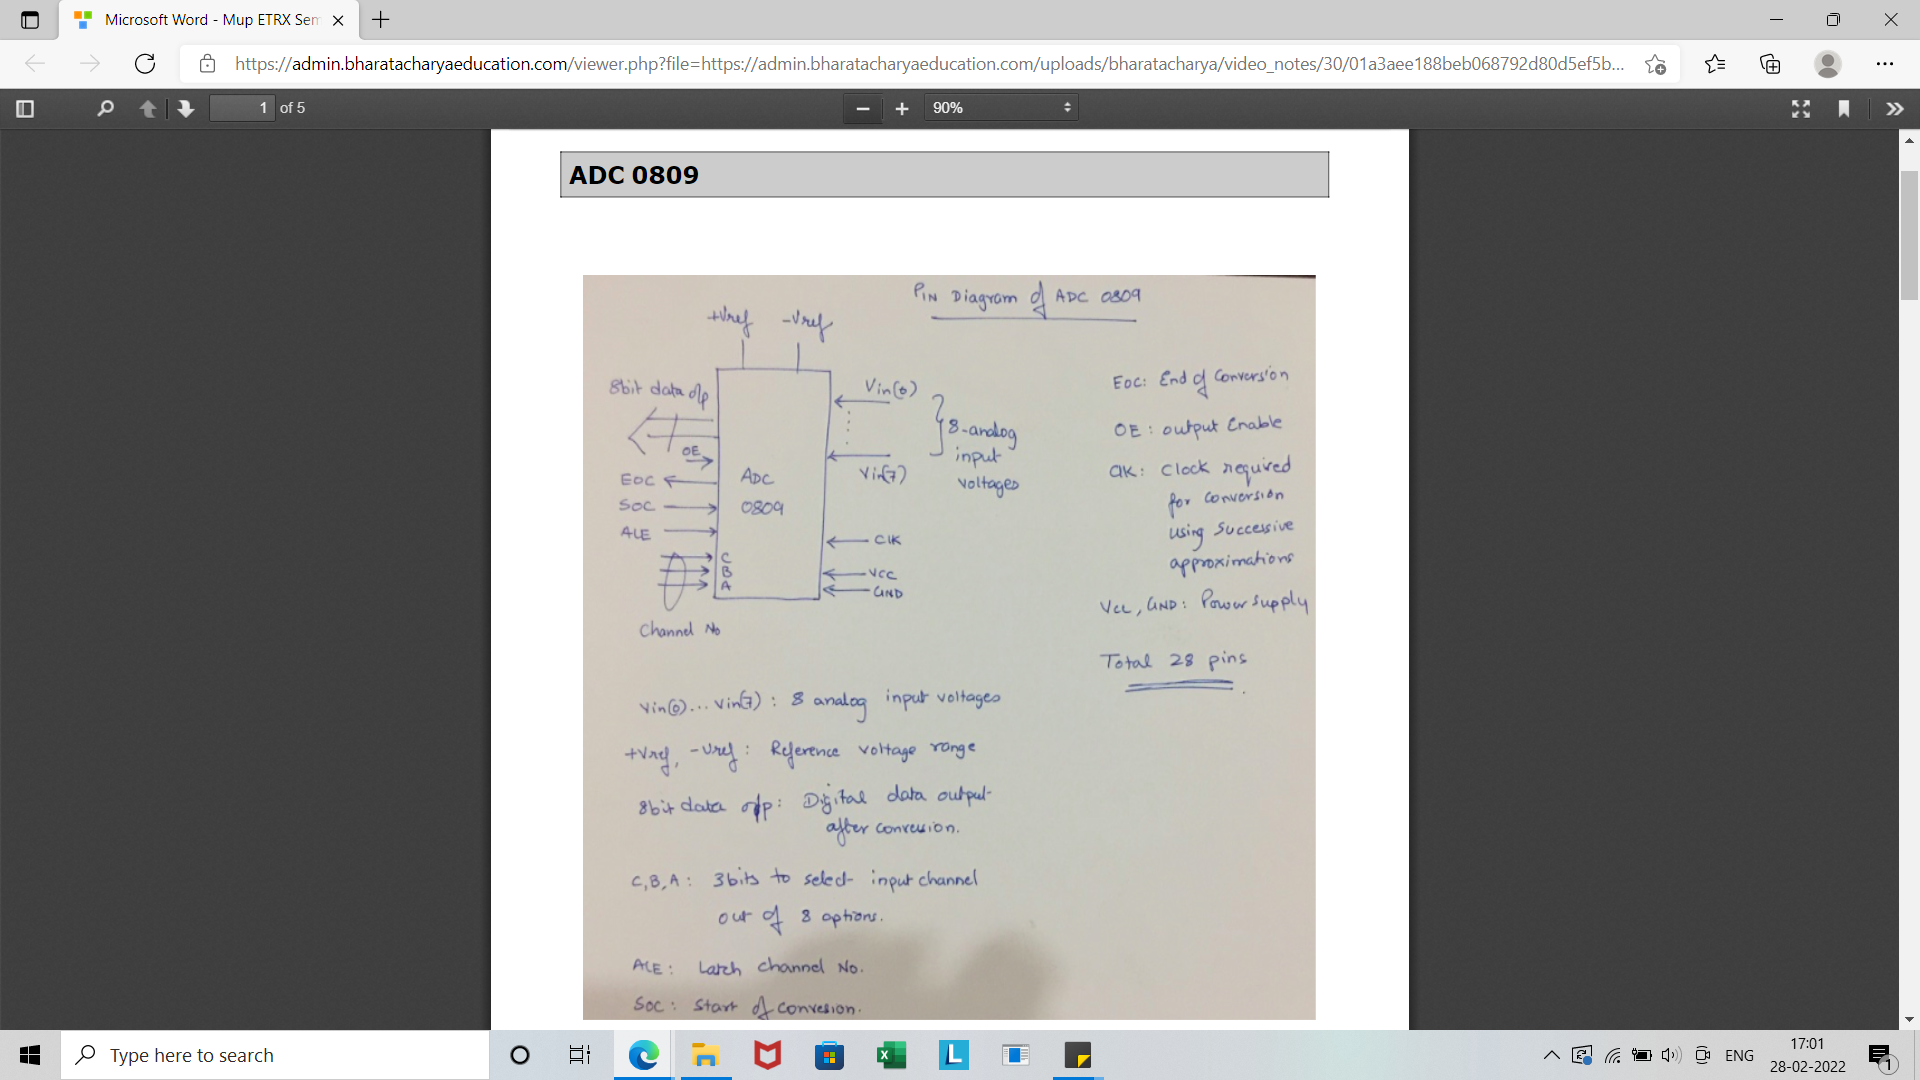 Microsoft Word - Mup ETRX Sem
https://admin.bharatacharyaeducation.com/viewer.php?file=https://admin.bharatacharyaeducation.com/uploads/bharatacharya/video_notes/30/01a3aee188beb068792d80d5ef5b...
1 of 5
90%
ADC 0809
PIN Diagram of ADC 0809
+Vref -Vref
8bit data o/p
OE
EOC
SOC
ALE
C
B
A
Channel No
ADC
0809
Vin(0)
Vin(7)
8-analog
input
voltages
CLK
VCC
GND
EOC: End of Conversion
OE: output Enable
CLK: Clock required
for conversion
using successive
approximations
Vcc, GND: Power supply
Total 28 pins
Vin(0)... Vin(7): 8 analog input voltages
+Vref, -Vref: Reference voltage range
8bit data o/p: Digital data output
after conversion.
C,B,A: 3bits to select input channel
out of 8 options.
ALE: Latch channel No.
SOC: Start of convesion.
Type here to search
L
ENG
17:01
28-02-2022
1